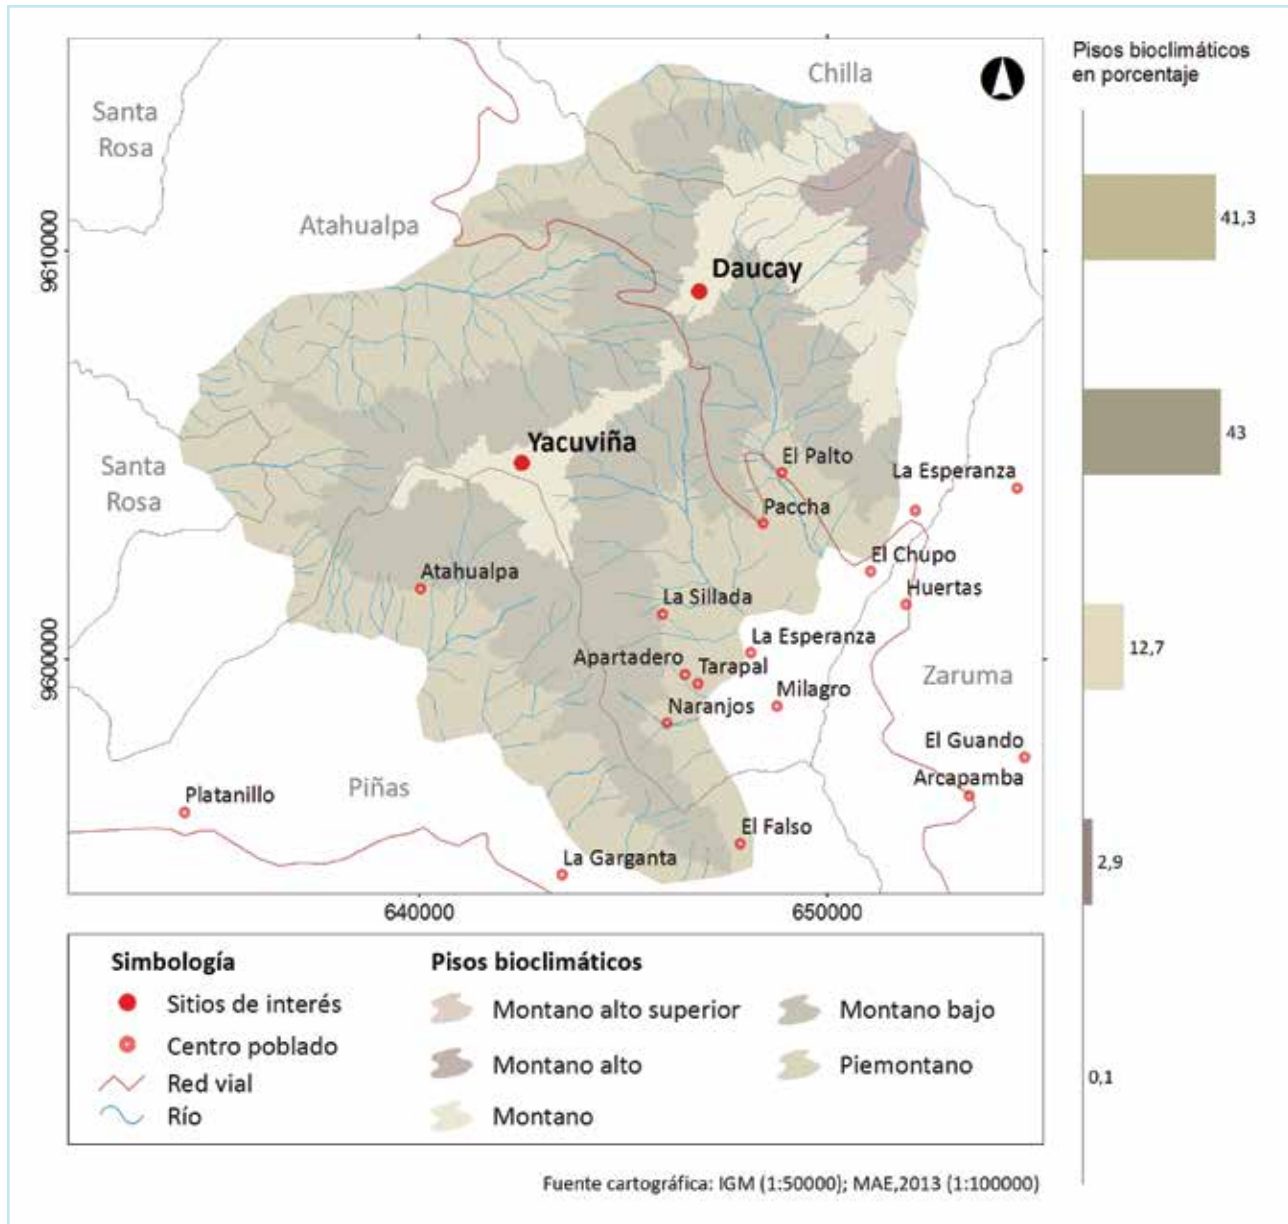 Pisos bioclimáticos
en porcentaje
Chilla
Santa
Rosa
Atahualpa
9610000
Daucay
41,3
Yacuviña
El Palto
La Esperanza
43
Santa
Rosa
Paccha
El Chupo
Atahualpa
Huertas
La Sillada
La Esperanza
9600000
Apartadero
Tarapal
Zaruma
12,7
Milagro
Naranjos
El Guando
Piñas
Arcapamba
Platanillo
El Falso
La Garganta
2,9
640000
650000
Simbología
Sitios de interés
Centro poblado
Red vial
Río
Pisos bioclimáticos
Montano alto superior
Montano alto
Montano
Montano bajo
Piemontano
0,1
Fuente cartográfica: IGM (1:50000); MAE,2013 (1:100000)